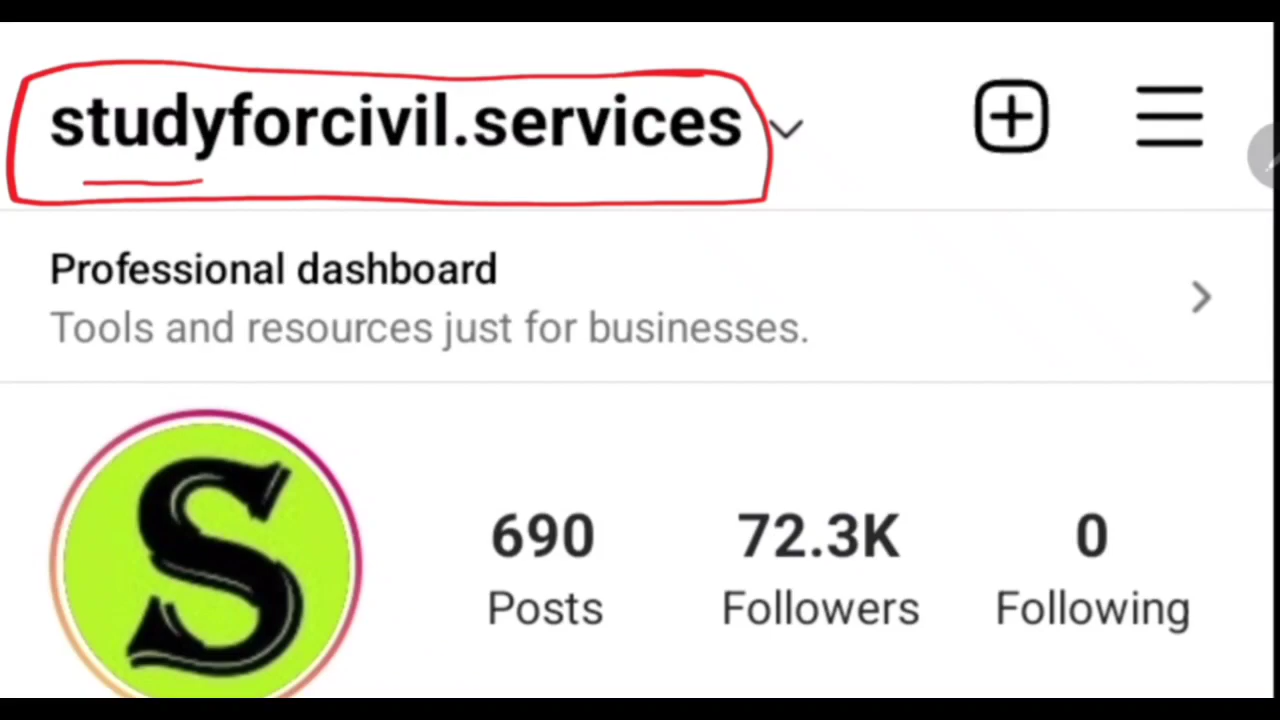 studyforcivil.services
Professional dashboard
Tools and resources just for businesses.
S
690 72.3K 0
Posts Followers Following